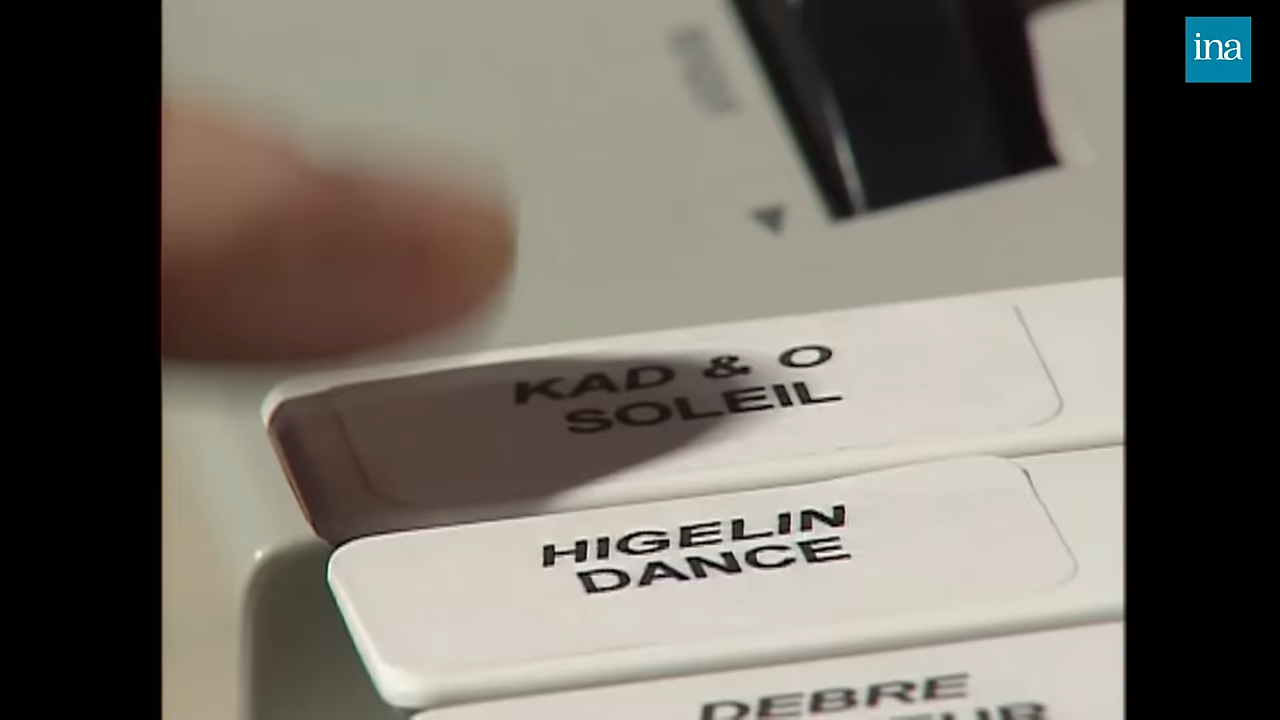 ina
KAD & O
SOLEIL
HIGELIN
DANCE
DEBRE